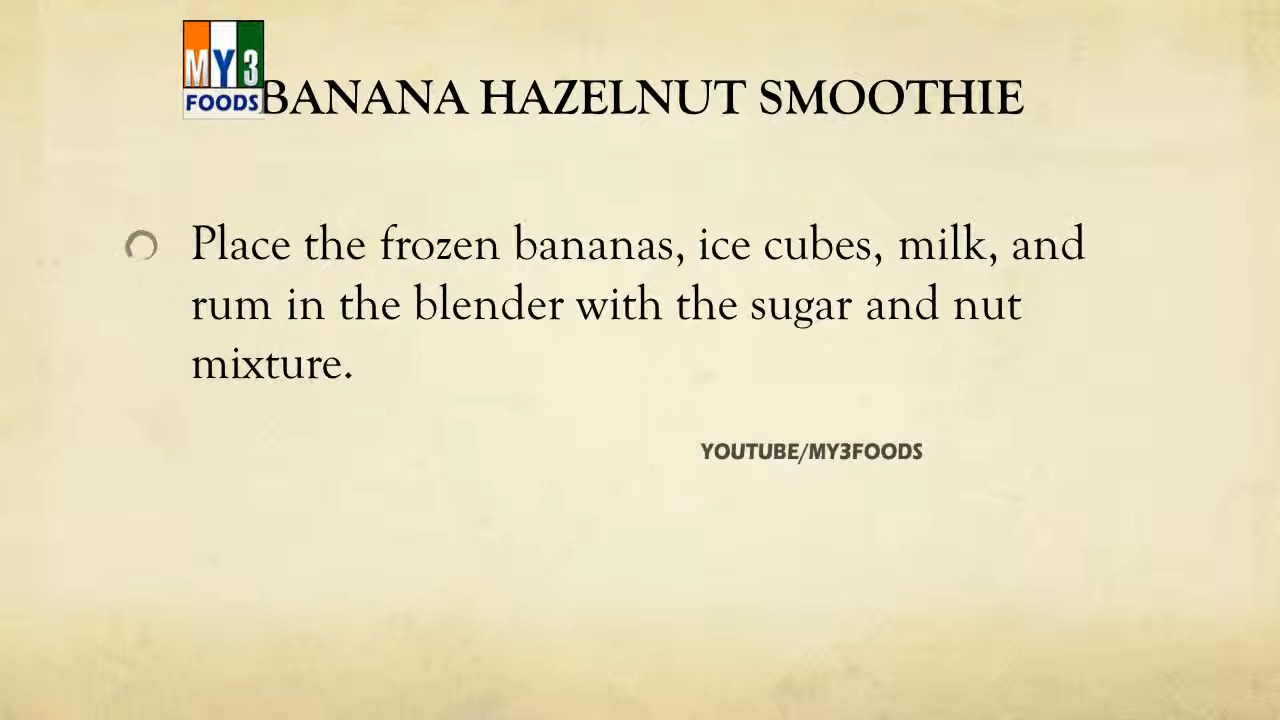 MY3
FOODS
BANANA HAZELNUT SMOOTHIE
Place the frozen bananas, ice cubes, milk, and
rum in the blender with the sugar and nut
mixture.
YOUTUBE/MY3FOODS